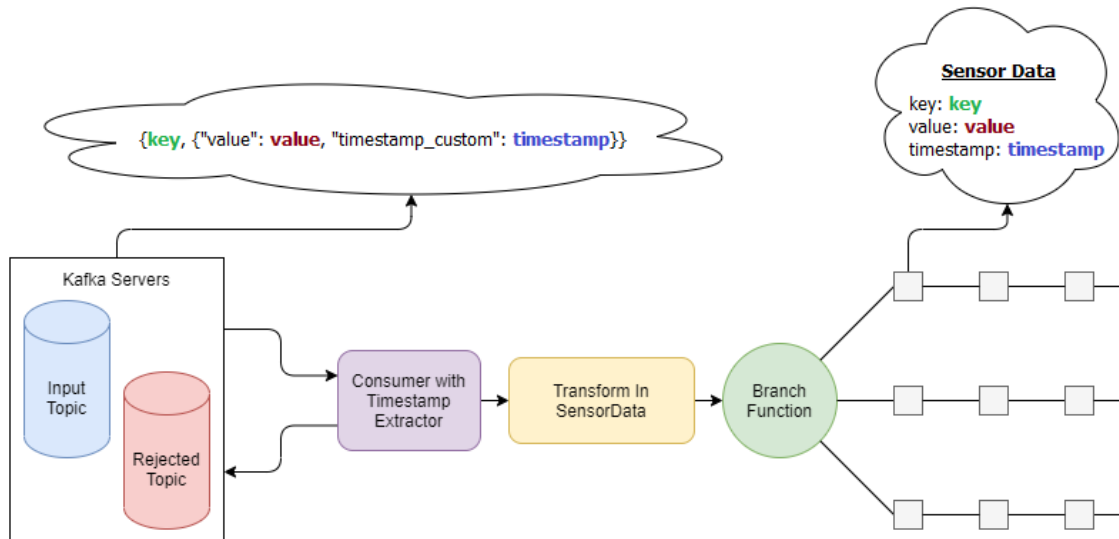 Sensor Data
key: key
value: value
timestamp: timestamp
{key, {"value": value, "timestamp_custom": timestamp}}
Kafka Servers
Input
Topic
Rejected
Topic
Consumer with
Timestamp
Extractor
Transform In
SensorData
Branch
Function